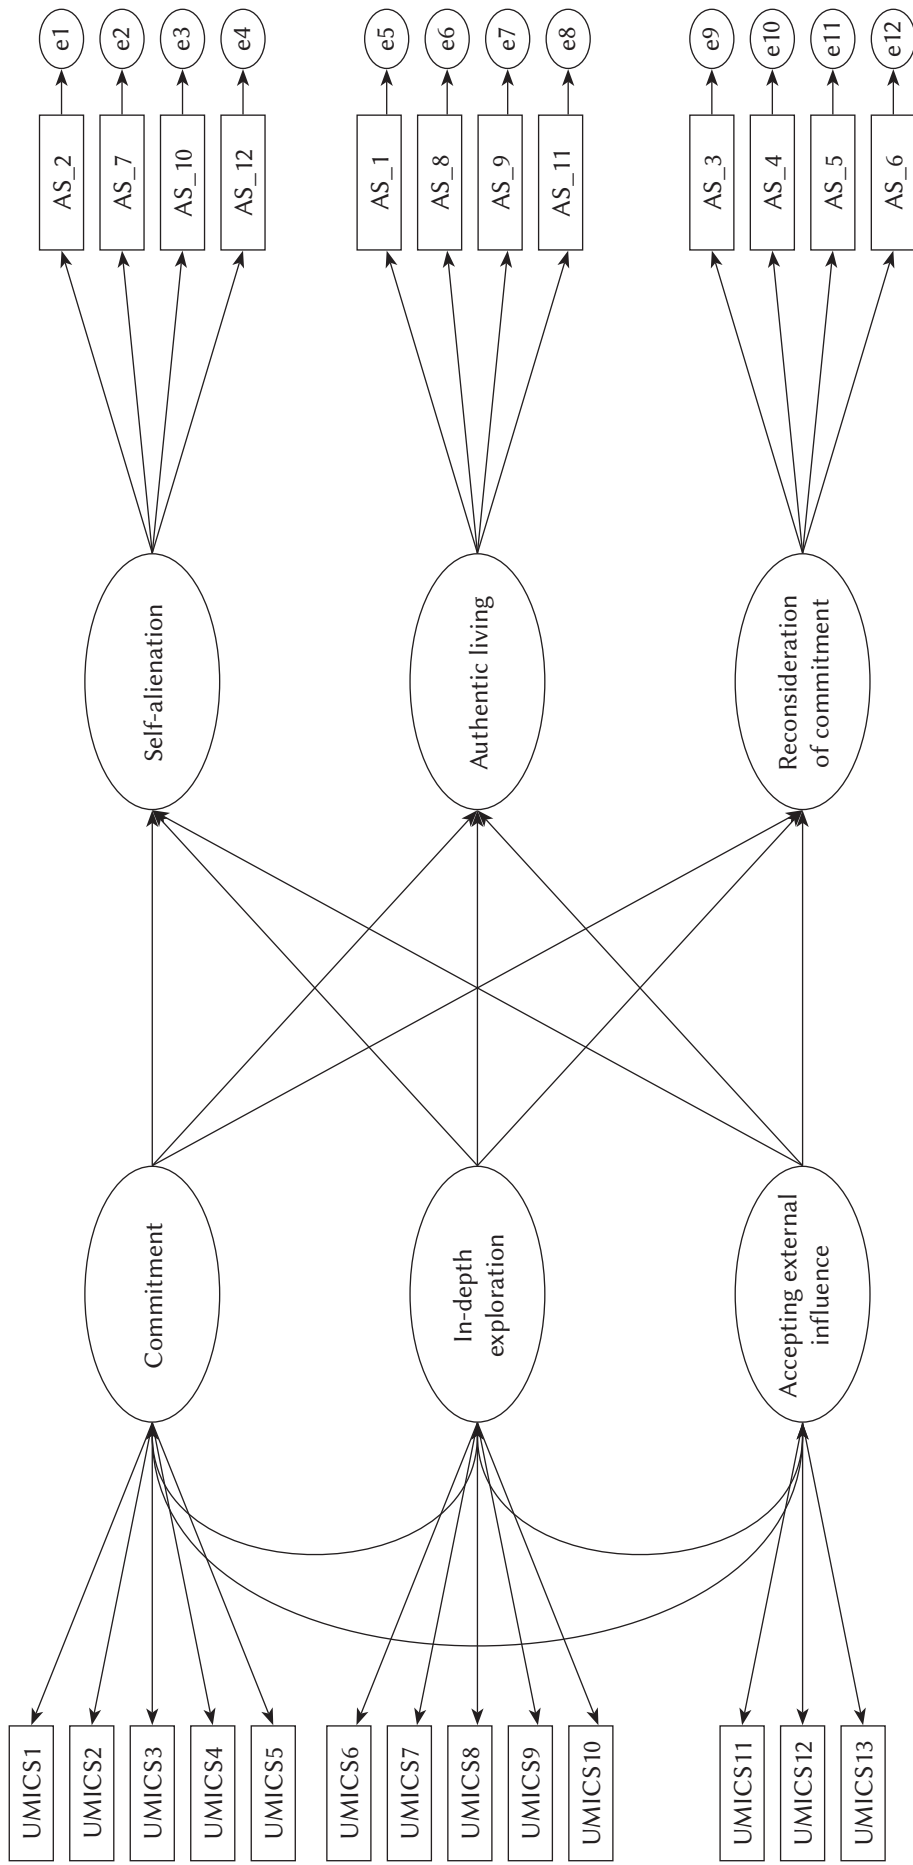 UMICS1
UMICS2
UMICS3
UMICS4
UMICS5
UMICS6
UMICS7
UMICS8
UMICS9
UMICS10
UMICS11
UMICS12
UMICS13
Commitment
In-depth
exploration
Accepting external
influence
Self-alienation
Authentic living
Reconsideration
of commitment
AS_2
AS_7
AS_10
AS_12
AS_1
AS_8
AS_9
AS_11
AS_3
AS_4
AS_5
AS_6
e1
e2
e3
e4
e5
e6
e7
e8
e9
e10
e11
e12